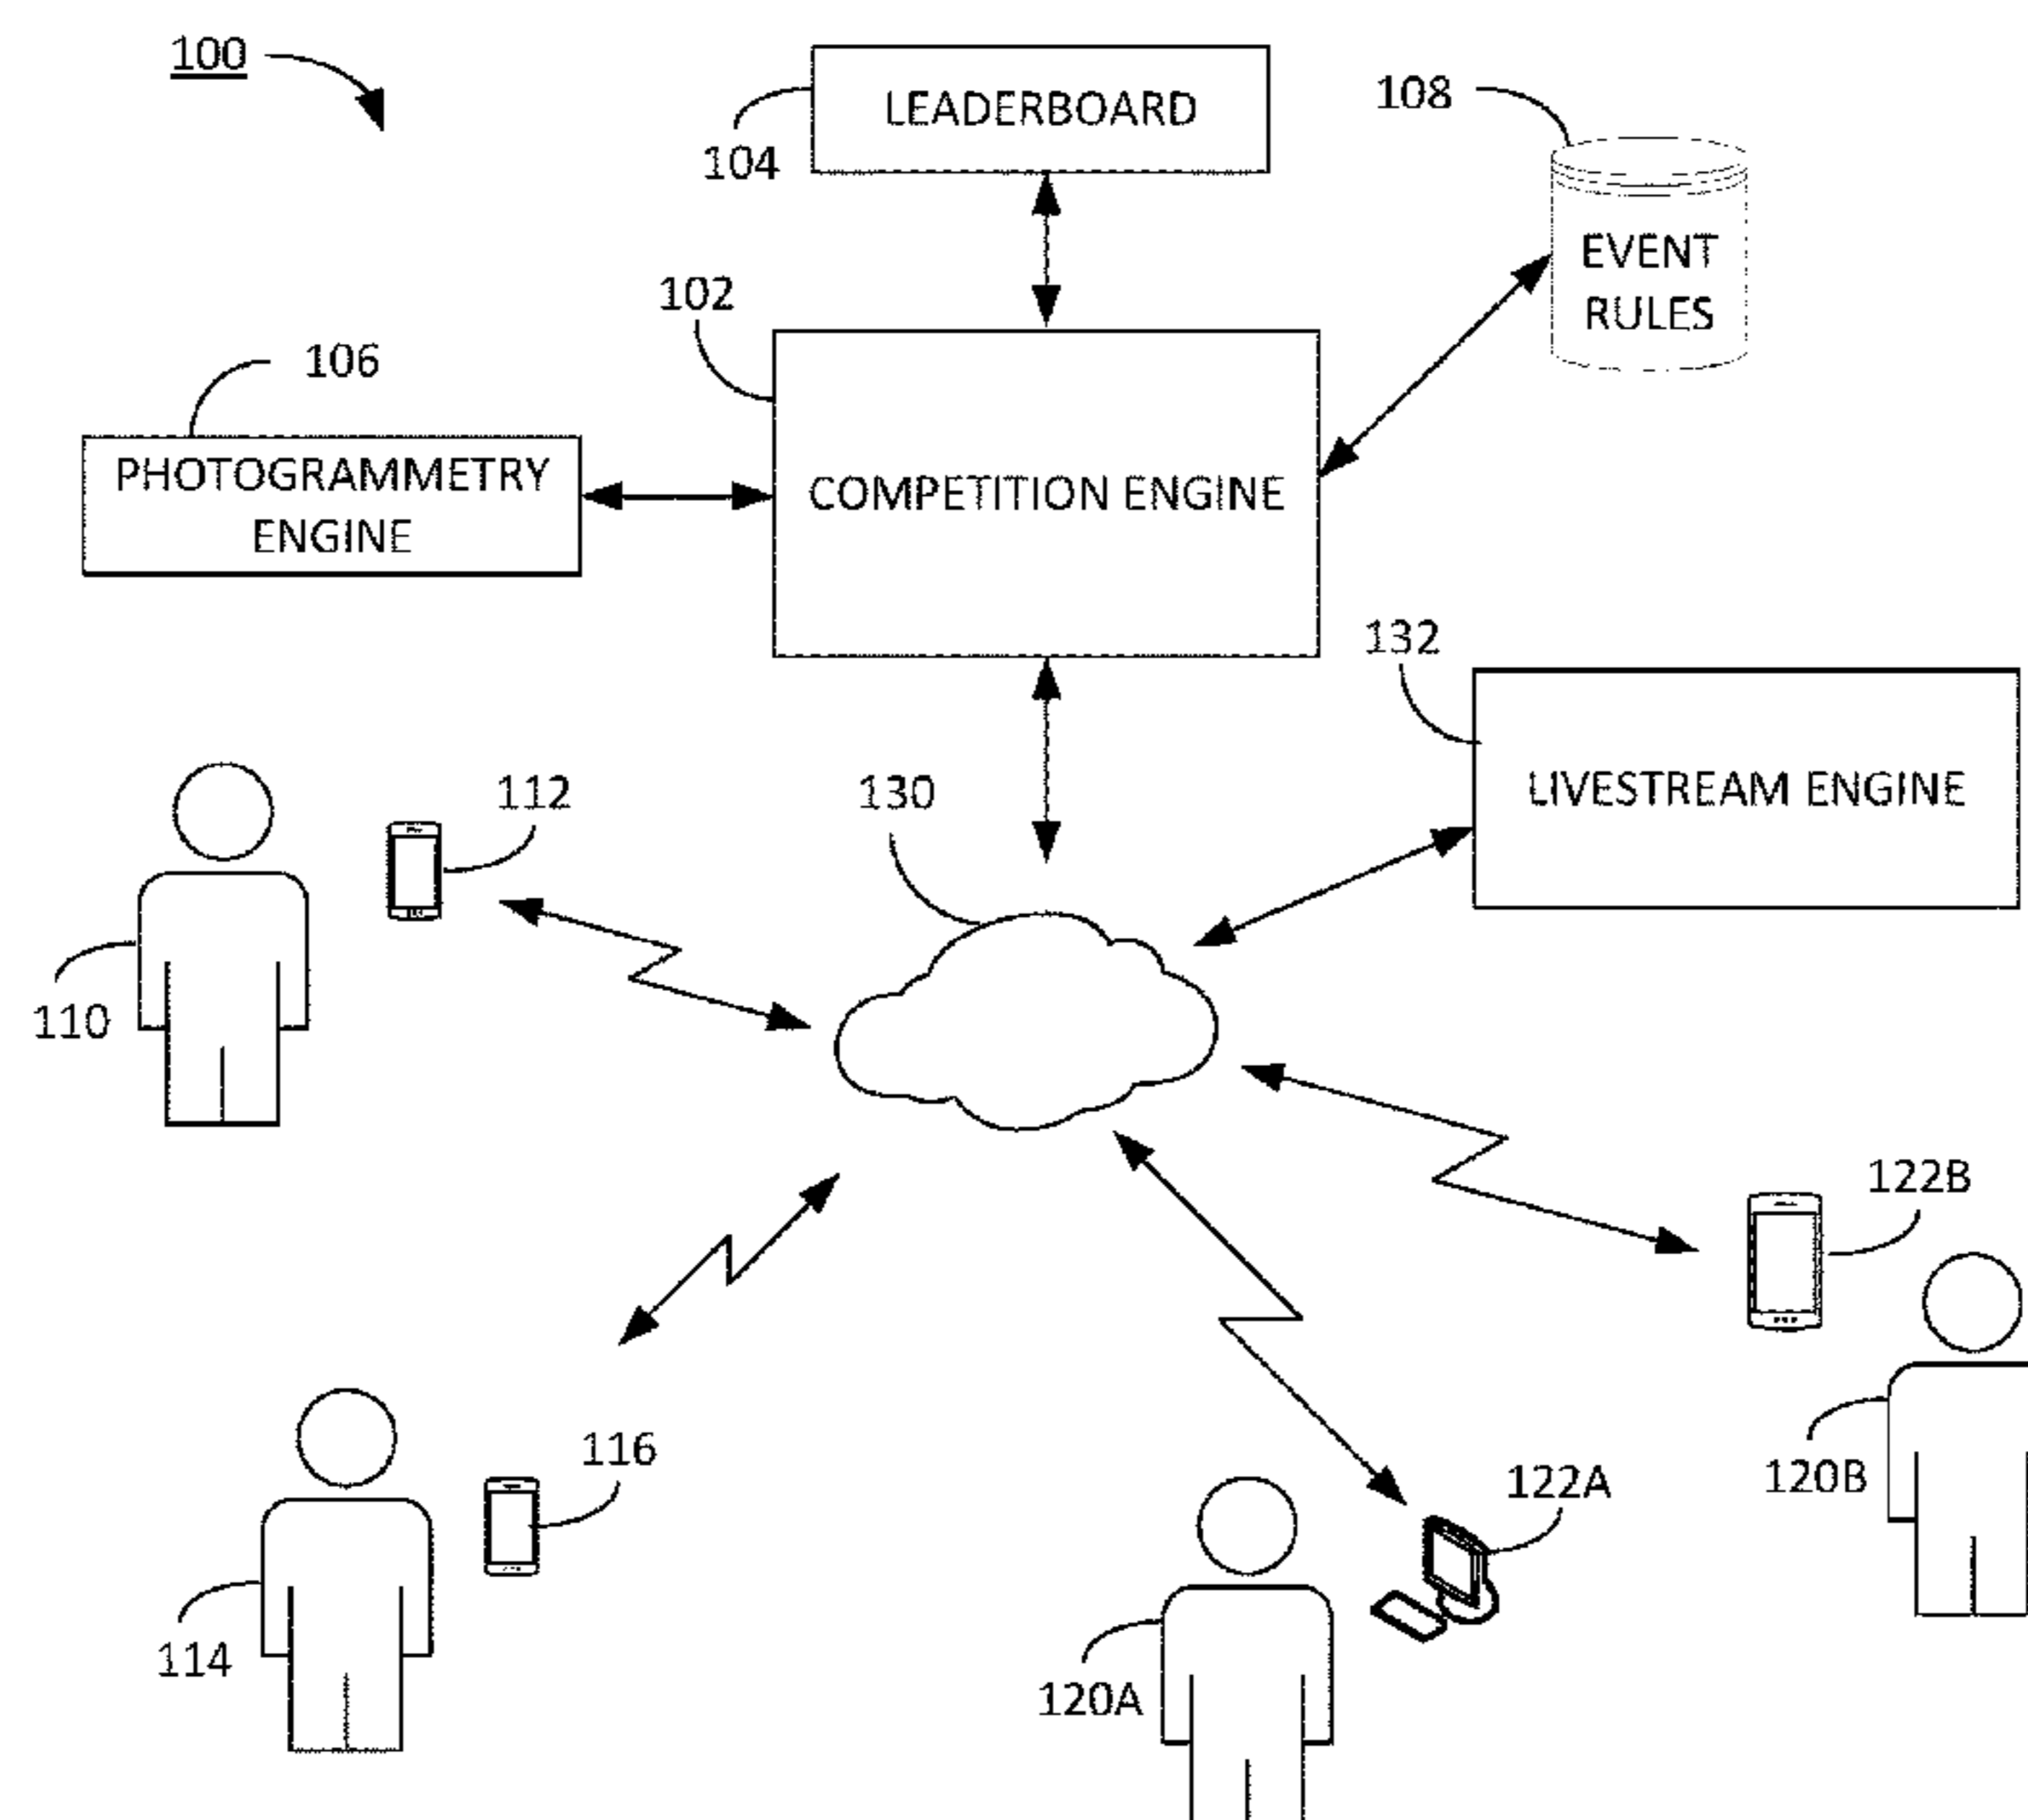 100
LEADERBOARD
104
108
EVENT
RULES
102
106
PHOTOGRAMMETRY
ENGINE
COMPETITION ENGINE
132
LIVESTREAM ENGINE
112
130
110
122B
116
122A
120B
114
120A